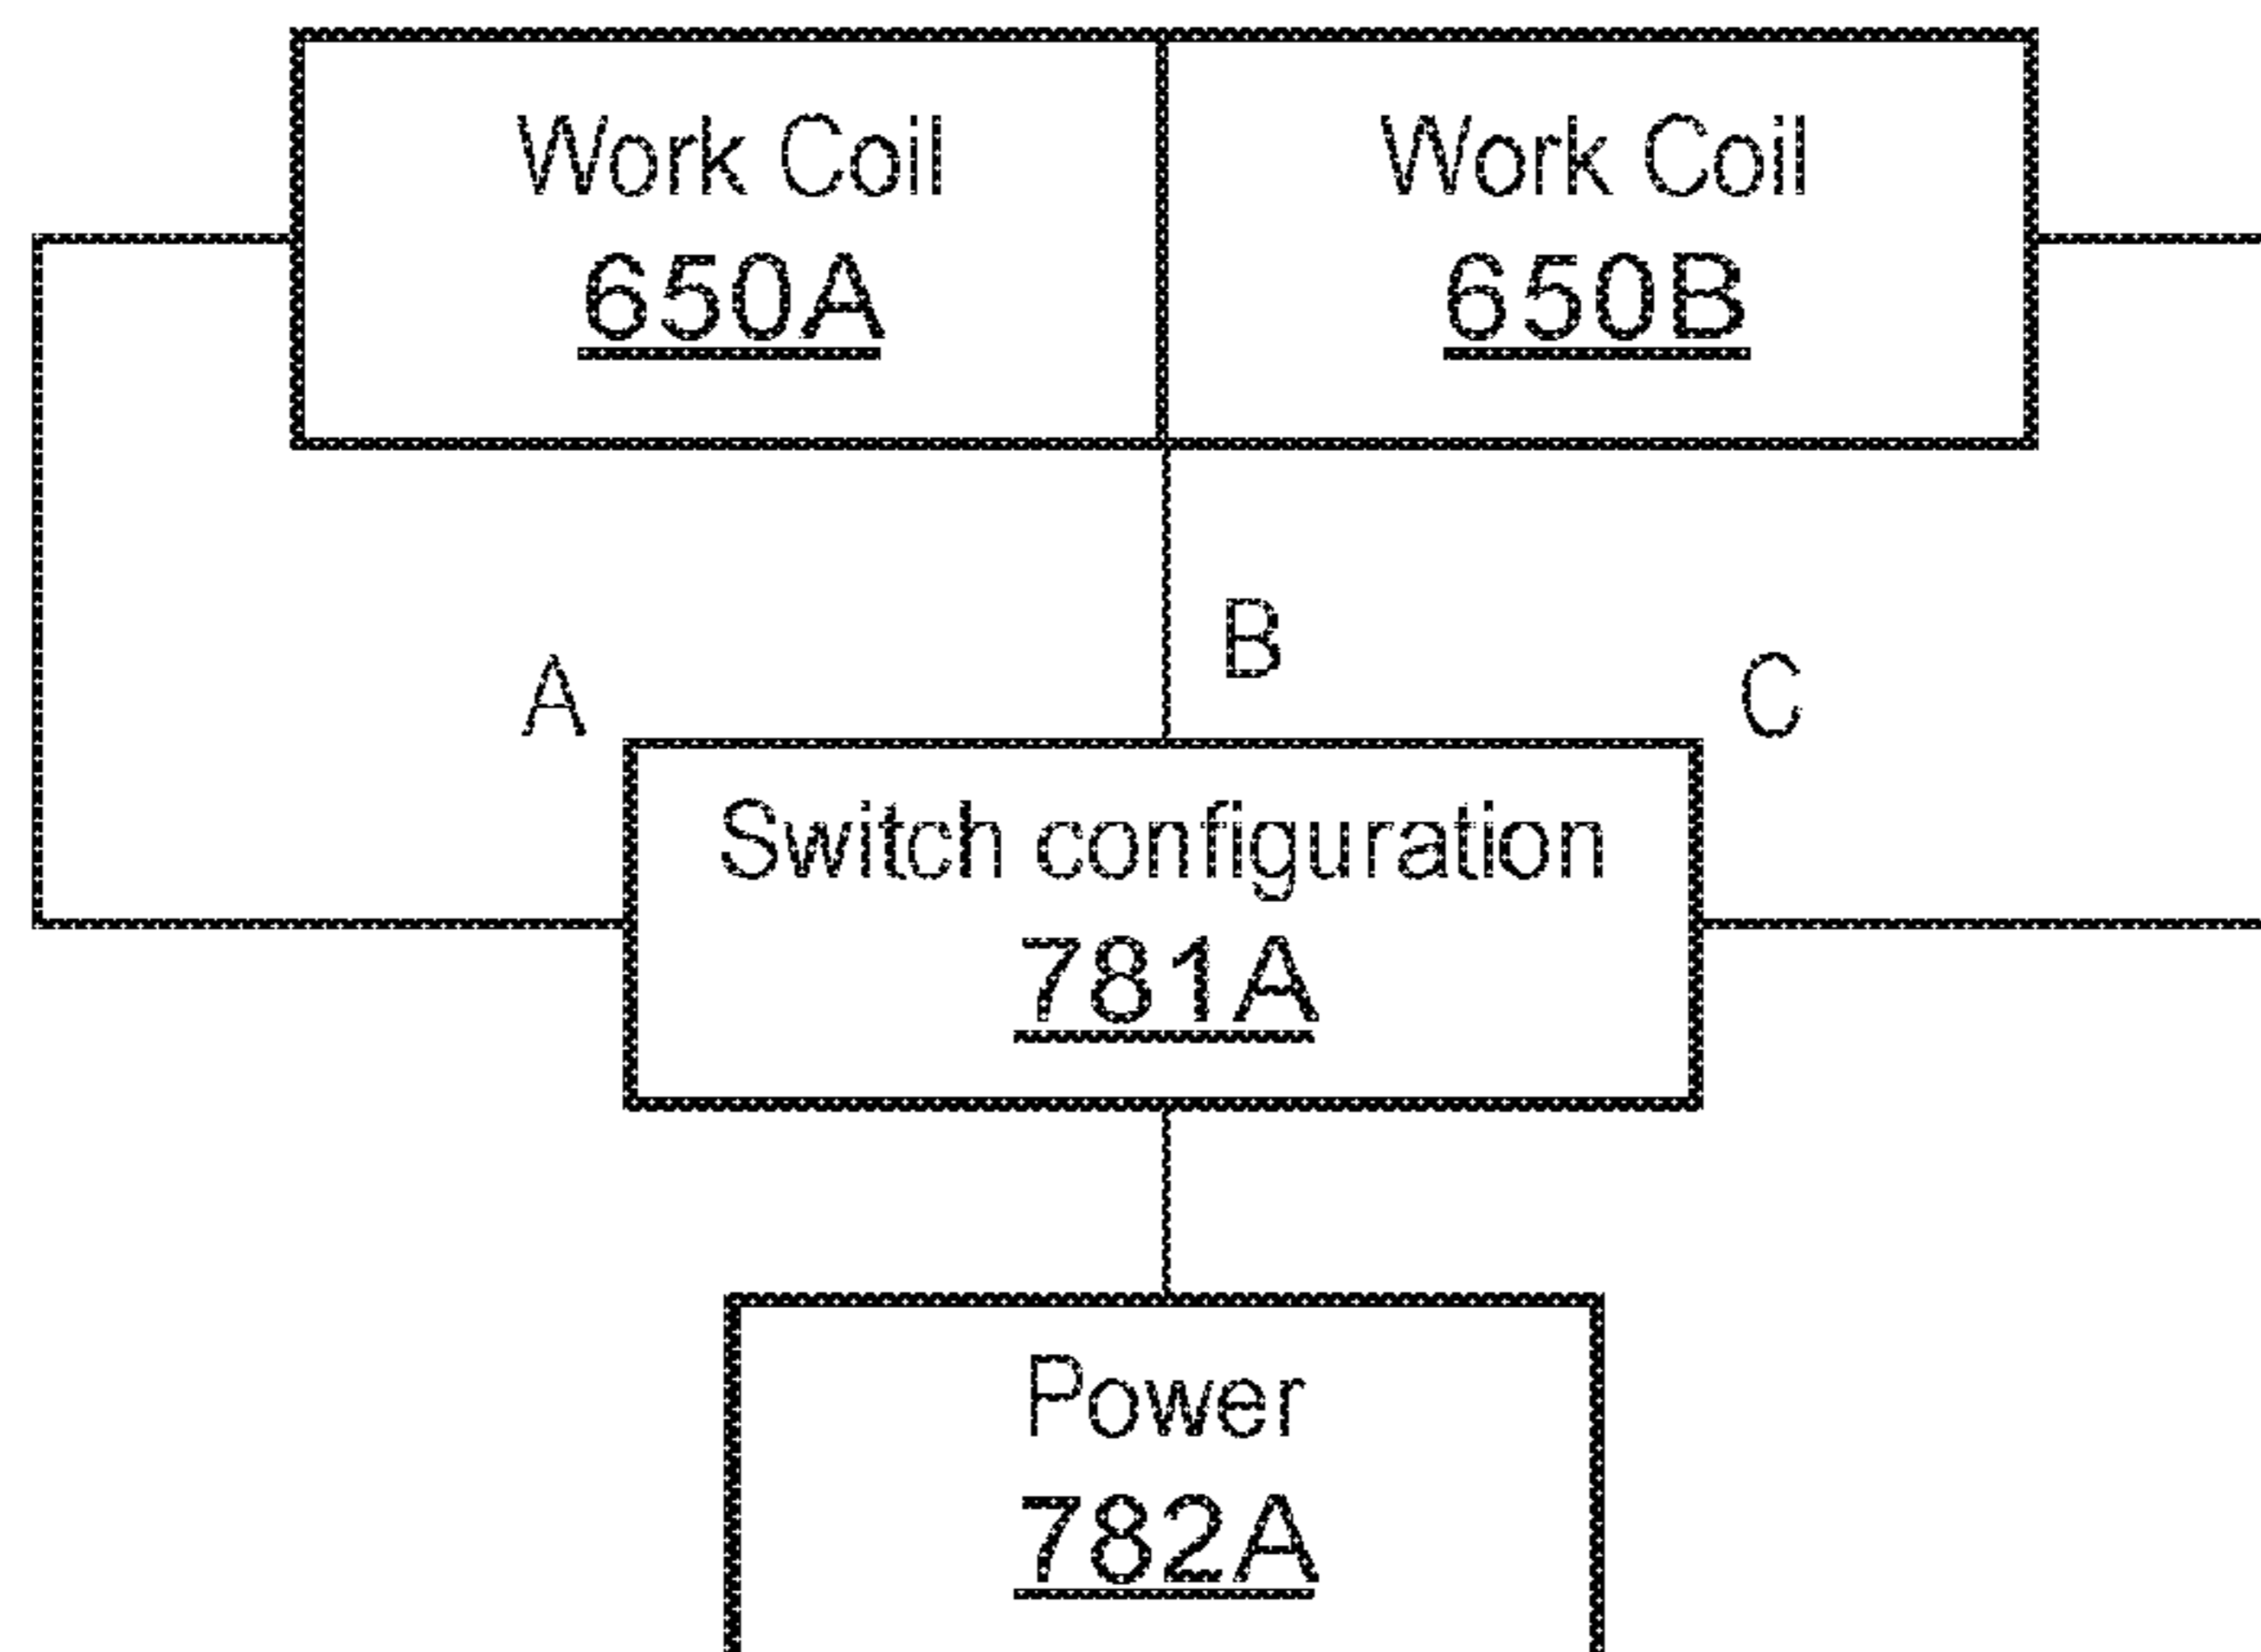 Work Coil
650A
Work Coil
650B
B
A
C
Switch configuration
781A
Power
782A